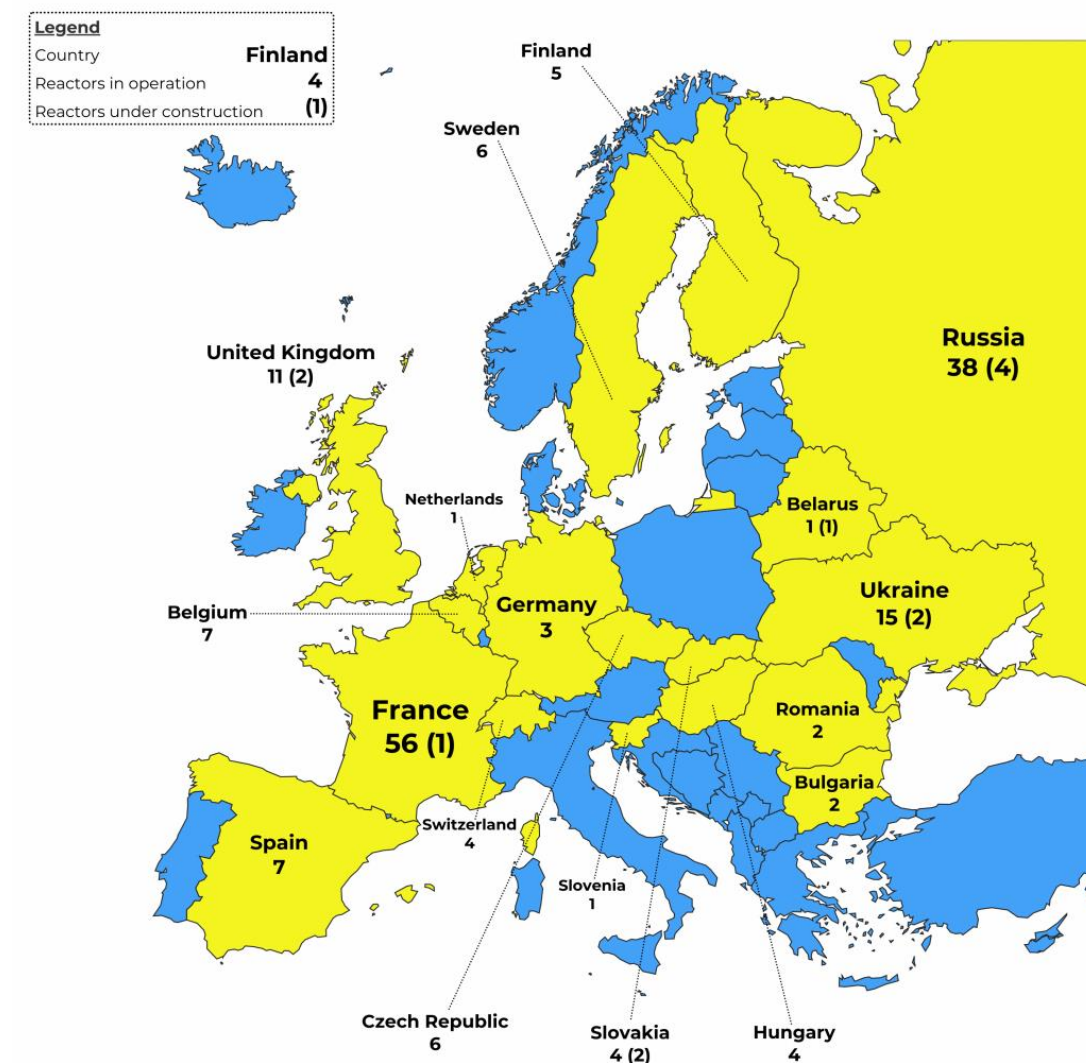 Legend
Country Finland
Reactors in operation 4
Reactors under construction (1)
Finland
5
Sweden
6
Russia
38 (4)
United Kingdom
11 (2)
Netherlands
1
Belarus
1 (1)
Ukraine
15 (2)
Belgium
7
Germany
3
France
56 (1)
Romania
2
Bulgaria
2
Switzerland
4
Spain
7
Slovenia
1
Czech Republic
6
Slovakia
4 (2)
Hungary
4